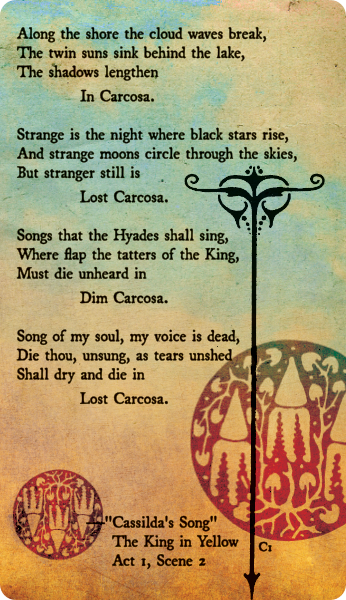 Along the shore the cloud waves break,
The twin suns sink behind the lake,
The shadows lengthen
In Carcosa.
Strange is the night where black stars rise,
And strange moons circle through the skies,
But stranger still is
Lost Carcosa.
Songs that the Hyades shall sing,
Where flap the tatters of the King,
Must die unheard in
Dim Carcosa.
Song of my soul, my voice is dead,
Die thou, unsung, as tears unshed
Shall dry and die in
Lost Carcosa.
"Cassilda's Song"
The King in Yellow
Act 1, Scene 2
C1